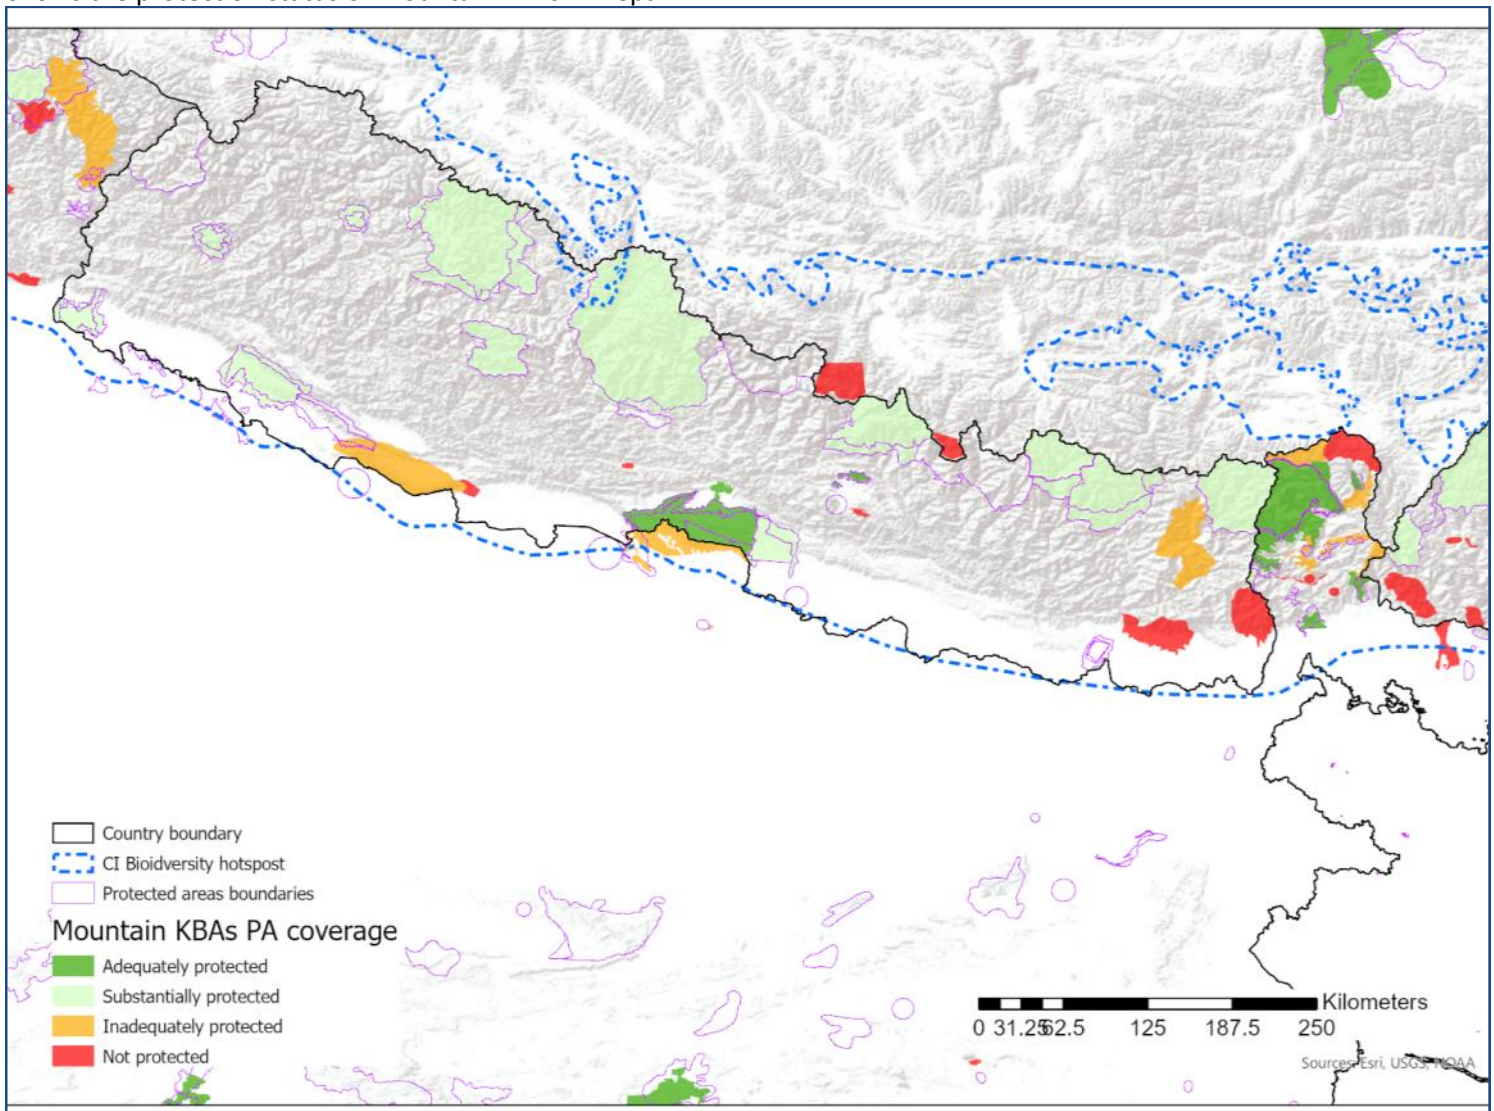 Country boundary
CI Bioidversity hotspost
Protected areas boundaries
Mountain KBAs PA coverage
Adequately protected
Substantially protected
Inadequately protected
Not protected
Kilometers
0 31.25 62.5 125 187.5 250
Sources: Esri, USGS, NOAA